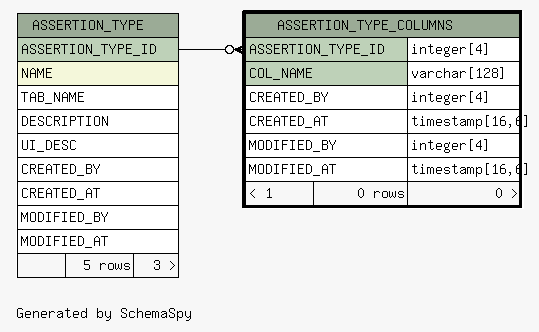 ASSERTION_TYPE
ASSERTION_TYPE_ID
NAME
TAB_NAME
DESCRIPTION
UI_DESC
CREATED_BY
CREATED_AT
MODIFIED_BY
MODIFIED_AT
5 rows 3 >
ASSERTION_TYPE_COLUMNS
ASSERTION_TYPE_ID integer[4]
COL_NAME varchar[128]
CREATED_BY integer[4]
CREATED_AT timestamp[16,6]
MODIFIED_BY integer[4]
MODIFIED_AT timestamp[16,6]
< 1 0 rows 0 >
Generated by SchemaSpy